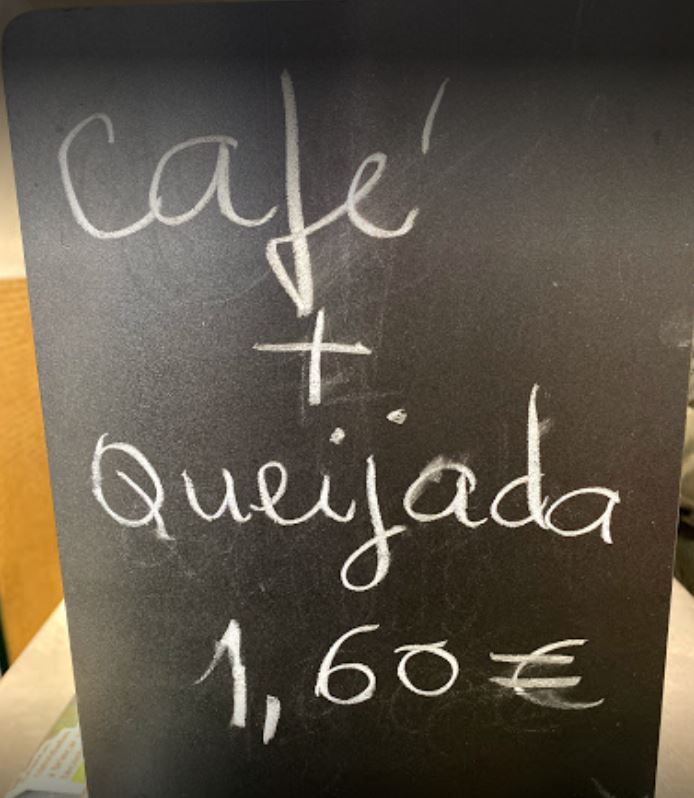 Café
+
Queijada
1,60 €